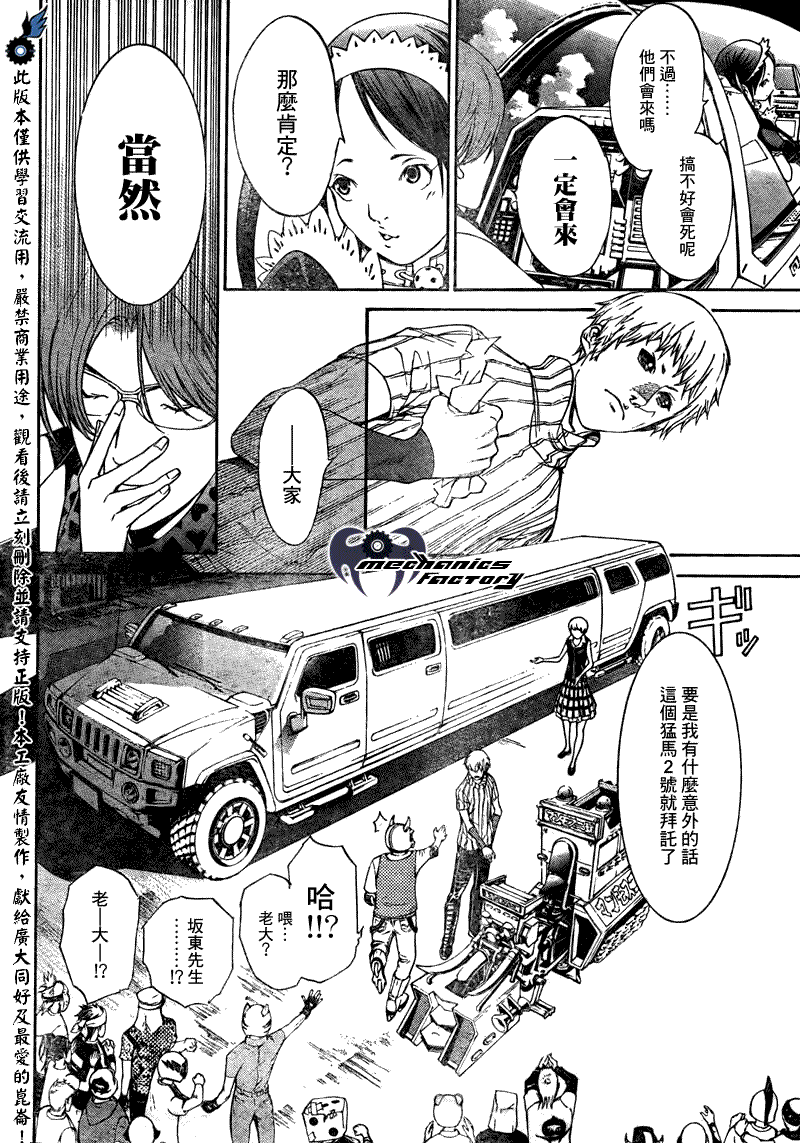 不過……
他們會來嗎
搞不好會死呢
一定會來
那麼肯定?
當然
——大家
mechanics
factory
ギッ
要是我有什麼意外的話
這個猛馬2號就拜託了
哈
!!?
喂…
老大?
坂東先生
………!?
老—大—!?
此版本僅供學習交流用,嚴禁商業用途,觀看後請立刻刪除並請支持正版!本工廠友情製作,獻給廣大同好及最愛的崑崙!